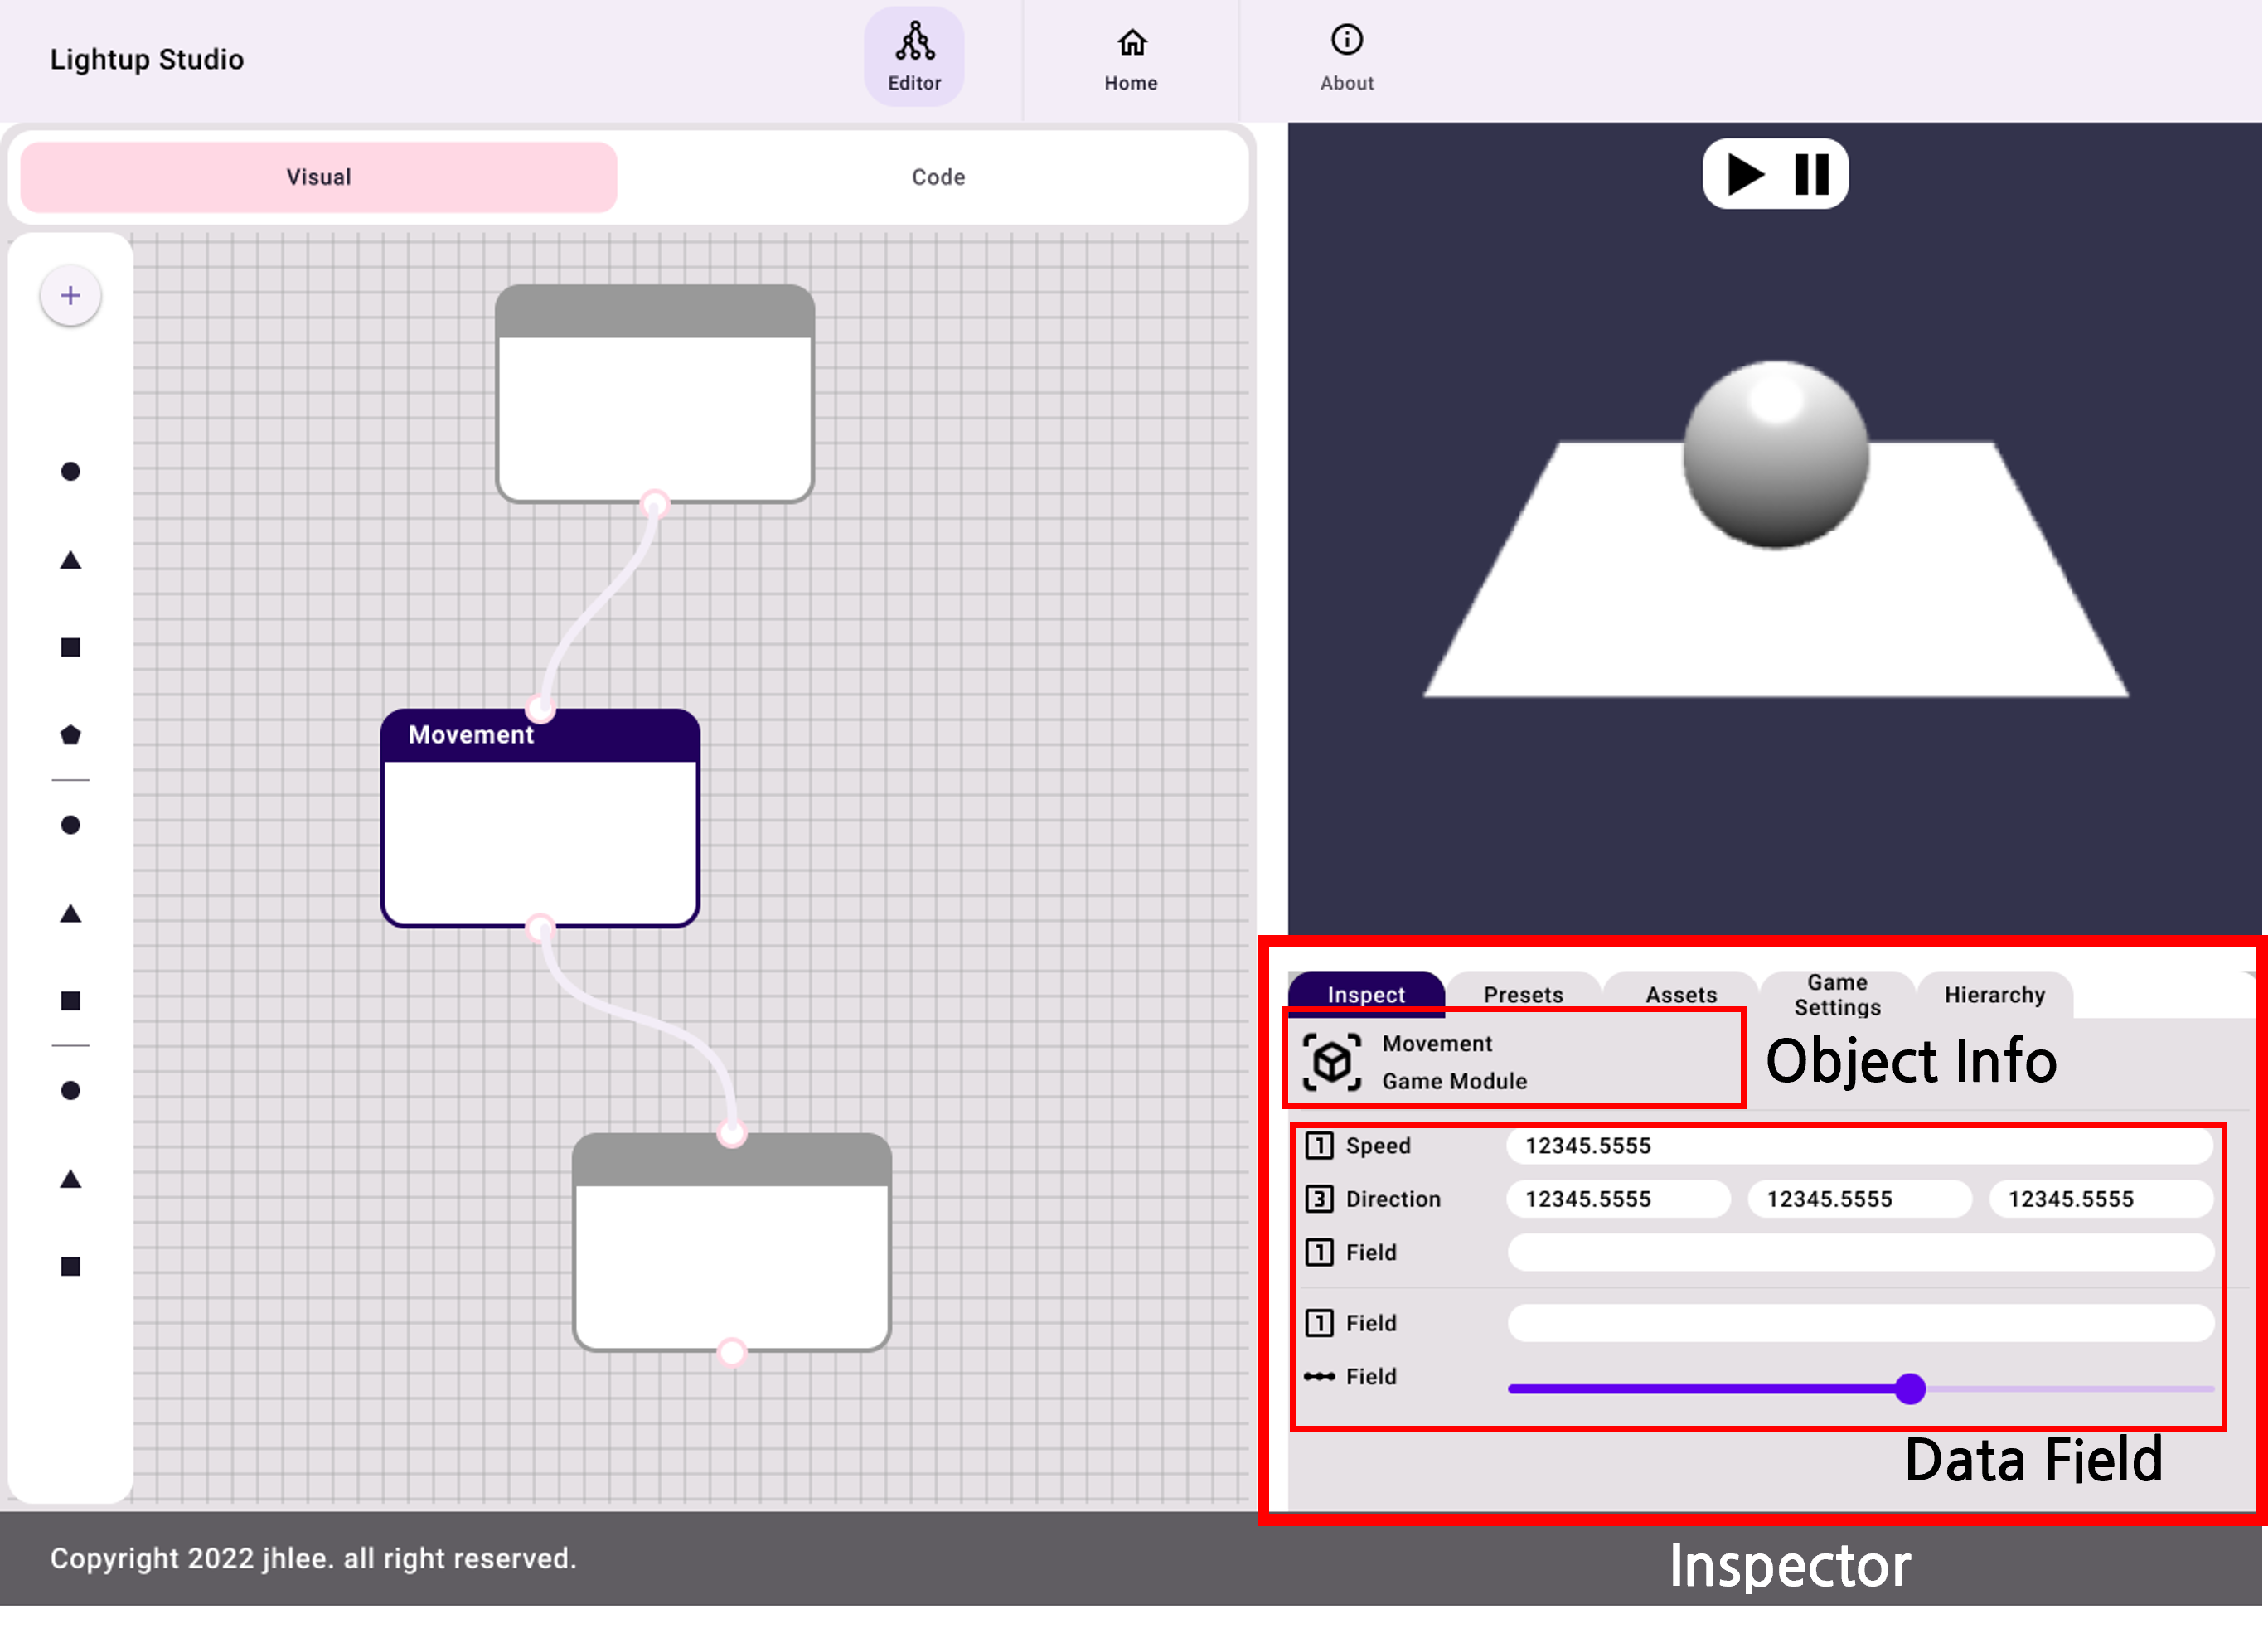 Lightup Studio
Editor
Home
About
Visual
Code
Movement
Inspect
Presets
Assets
Game
Settings
Hierarchy
Movement
Game Module
Object Info
1 Speed 12345.5555
3 Direction 12345.5555 12345.5555 12345.5555
1 Field
1 Field
Field
Data Field
Copyright 2022 jhlee. all right reserved.
Inspector